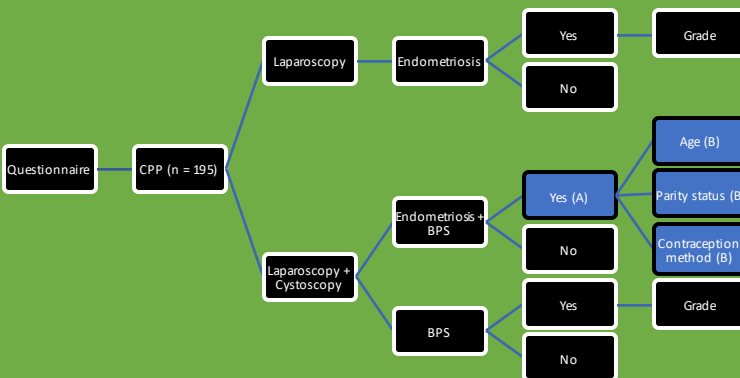 Questionnaire
CPP (n = 195)
Laparoscopy
Endometriosis
Yes
Grade
No
Laparoscopy +
Cystoscopy
Endometriosis +
BPS
Yes (A)
Age (B)
Parity status (B
Contraception
method (B)
No
BPS
Yes
Grade
No